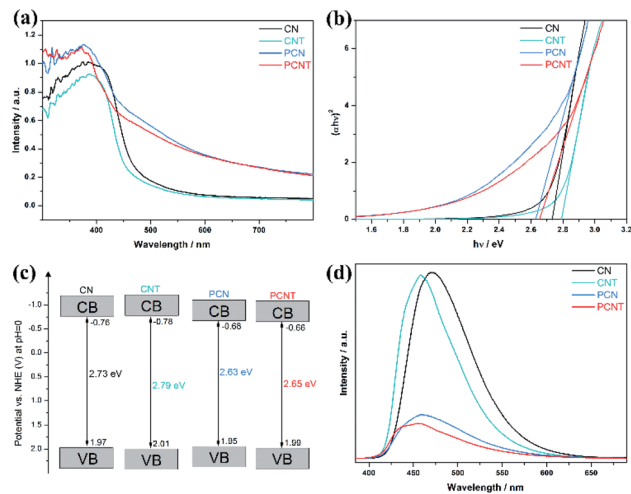 (a)
CN
CNT
PCN
PCNT
1.2
1.0
0.8
0.6
0.4
0.2
0.0
Intensity / a.u.
400 500 600 700
Wavelength / nm
(b)
CN
CNT
PCN
PCNT
6
4
2
0
(αhν)²
1.6 1.8 2.0 2.2 2.4 2.6 2.8 3.0 3.2
hν / eV
(c)
CN CNT PCN PCNT
CB CB CB CB
-0.76 -0.78 -0.68 -0.66
2.73 eV 2.79 eV 2.63 eV 2.65 eV
1.97 2.01 1.95 1.99
VB VB VB VB
-1.0
-0.5
0.0
0.5
1.0
1.5
2.0
Potential vs. NHE (V) at pH=0
(d)
CN
CNT
PCN
PCNT
Intensity / a.u.
400 450 500 550 600 650
Wavelength / nm